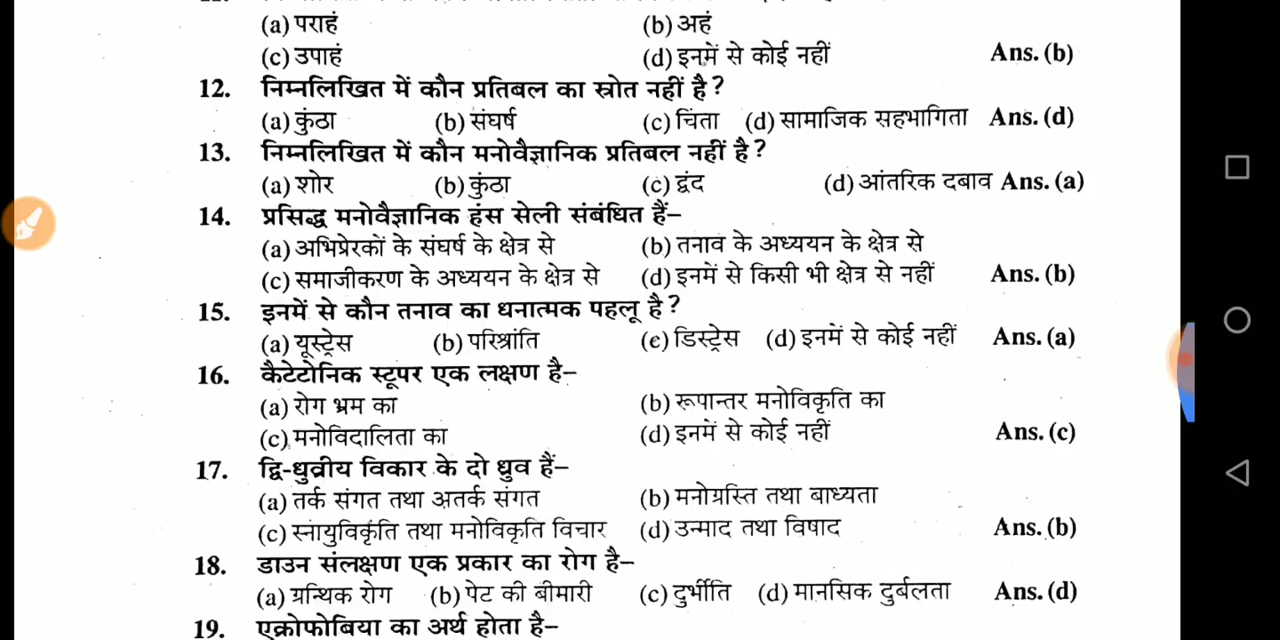 (a) पराहं (b) अहं
(c) उपाहं (d) इनमें से कोई नहीं Ans. (b)
12. निम्नलिखित में कौन प्रतिबल का स्रोत नहीं है?
(a) कुंठा (b) संघर्ष (c) चिंता (d) सामाजिक सहभागिता Ans. (d)
13. निम्नलिखित में कौन मनोवैज्ञानिक प्रतिबल नहीं है?
(a) शोर (b) कुंठा (c) द्वंद (d) आंतरिक दबाव Ans. (a)
14. प्रसिद्ध मनोवैज्ञानिक हंस सेली संबंधित हैं–
(a) अभिप्रेरकों के संघर्ष के क्षेत्र से (b) तनाव के अध्ययन के क्षेत्र से
(c) समाजीकरण के अध्ययन के क्षेत्र से (d) इनमें से किसी भी क्षेत्र से नहीं Ans. (b)
15. इनमें से कौन तनाव का धनात्मक पहलू है?
(a) यूस्ट्रेस (b) परिश्रांति (c) डिस्ट्रेस (d) इनमें से कोई नहीं Ans. (a)
16. कैटेटोनिक स्टूपर एक लक्षण है–
(a) रोग भ्रम का (b) रूपान्तर मनोविकृति का
(c) मनोविदालिता का (d) इनमें से कोई नहीं Ans. (c)
17. द्वि-धुव्रीय विकार के दो ध्रुव हैं–
(a) तर्क संगत तथा अतर्क संगत (b) मनोग्रस्ति तथा बाध्यता
(c) स्नायुविकृति तथा मनोविकृति विचार (d) उन्माद तथा विषाद Ans. (b)
18. डाउन संलक्षण एक प्रकार का रोग है–
(a) ग्रन्थिक रोग (b) पेट की बीमारी (c) दुर्भीति (d) मानसिक दुर्बलता Ans. (d)
19. एक्रोफोबिया का अर्थ होता है–